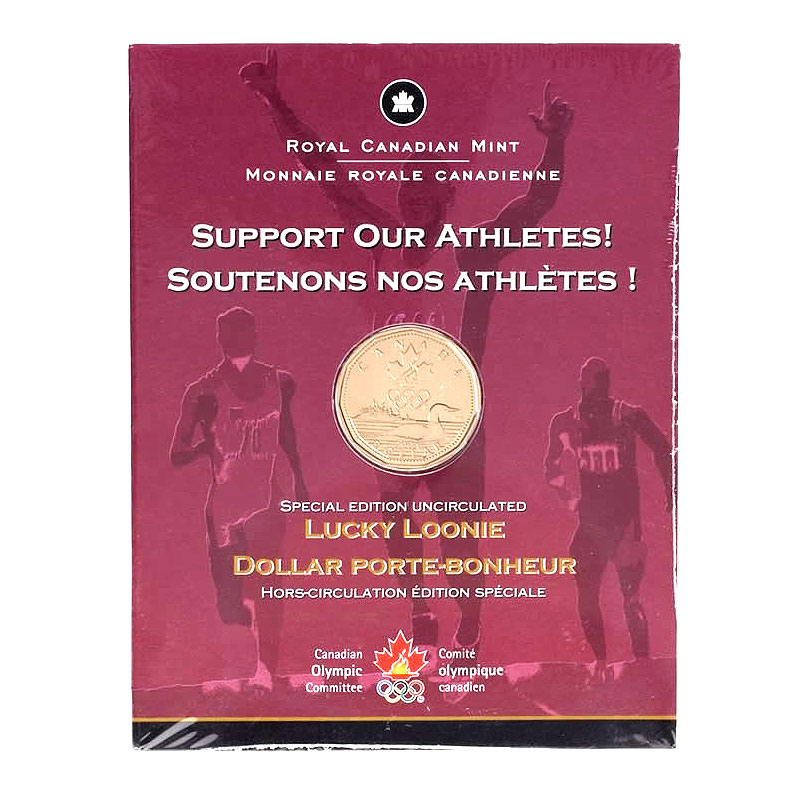 ROYAL CANADIAN MINT
MONNAIE ROYALE CANADIENNE
SUPPORT OUR ATHLETES!
SOUTENONS NOS ATHLÈTES !
CANADA
DOLLAR
SPECIAL EDITION UNCIRCULATED
LUCKY LOONIE
DOLLAR PORTE-BONHEUR
HORS-CIRCULATION ÉDITION SPÉCIALE
Canadian Olympic Committee
Comité olympique canadien